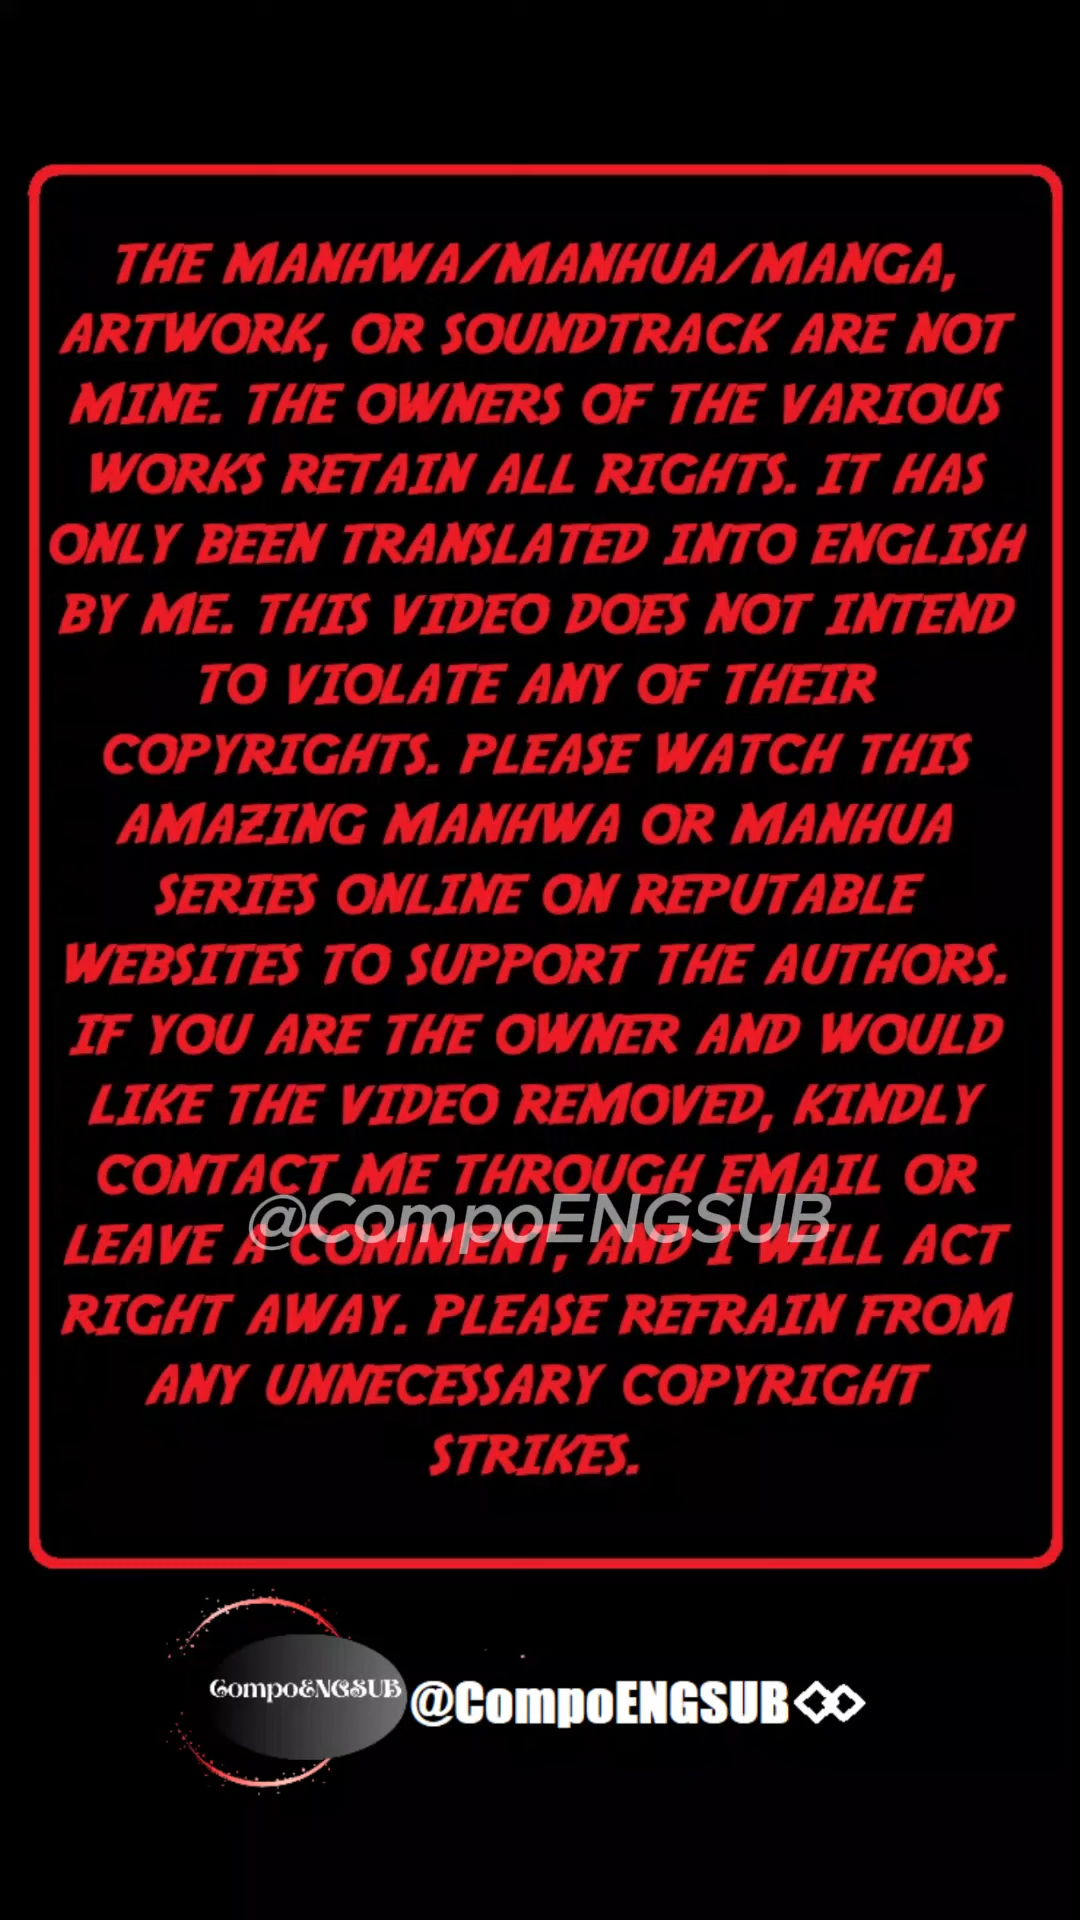 THE MANHWA/MANHUA/MANGA,
ARTWORK, OR SOUNDTRACK ARE NOT
MINE. THE OWNERS OF THE VARIOUS
WORKS RETAIN ALL RIGHTS. IT HAS
ONLY BEEN TRANSLATED INTO ENGLISH
BY ME. THIS VIDEO DOES NOT INTEND
TO VIOLATE ANY OF THEIR
COPYRIGHTS. PLEASE WATCH THIS
AMAZING MANHWA OR MANHUA
SERIES ONLINE ON REPUTABLE
WEBSITES TO SUPPORT THE AUTHORS.
IF YOU ARE THE OWNER AND WOULD
LIKE THE VIDEO REMOVED, KINDLY
CONTACT ME THROUGH EMAIL OR
@CompoENGSUB
LEAVE A COMMENT, AND I WILL ACT
RIGHT AWAY. PLEASE REFRAIN FROM
ANY UNNECESSARY COPYRIGHT
STRIKES.
CompoENGSUB
@CompoENGSUB